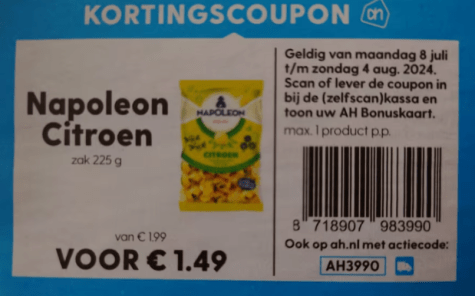 KORTINGSCOUPON ah
Napoleon
Citroen
zak 225 g
van € 1.99
VOOR € 1.49
NAPOLEON
CITROEN
Geldig van maandag 8 juli
t/m zondag 4 aug. 2024.
Scan of lever de coupon in
bij de (zelfscan)kassa en
toon uw AH Bonuskaart.
max. 1 product p.p.
8 718907 983990
Ook op ah.nl met actiecode:
AH3990